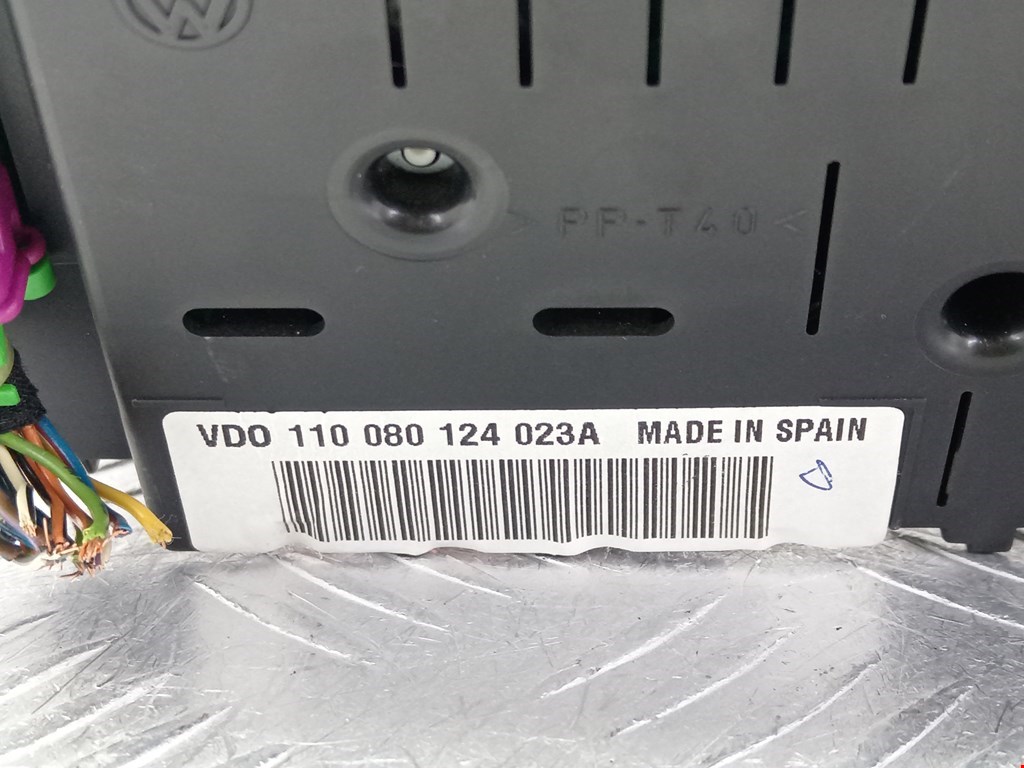 > PP-T40 <
VDO 110 080 124 023A MADE IN SPAIN